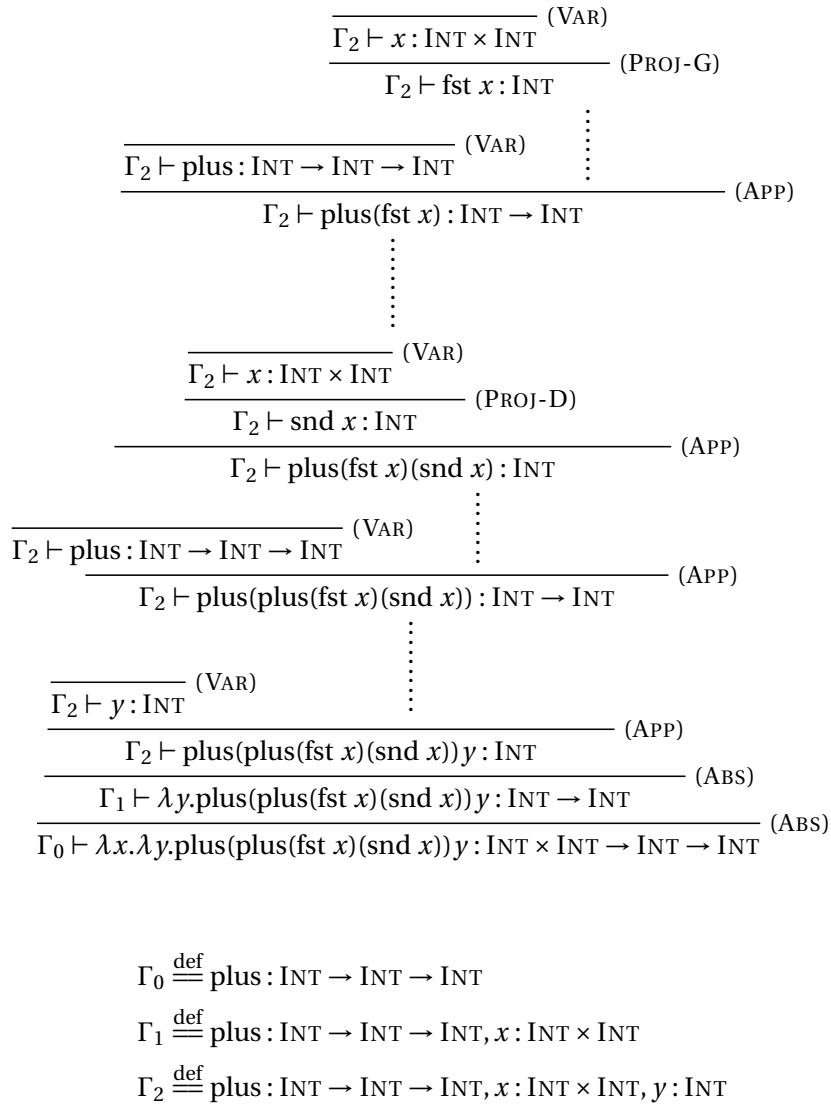 (VAR)
Γ₂ ⊢ x : INT × INT
(PROJ-G)
Γ₂ ⊢ fst x : INT
(VAR)
Γ₂ ⊢ plus : INT → INT → INT
(APP)
Γ₂ ⊢ plus(fst x) : INT → INT
(VAR)
Γ₂ ⊢ x : INT × INT
(PROJ-D)
Γ₂ ⊢ snd x : INT
(APP)
Γ₂ ⊢ plus(fst x)(snd x) : INT
(VAR)
Γ₂ ⊢ plus : INT → INT → INT
(APP)
Γ₂ ⊢ plus(plus(fst x)(snd x)) : INT → INT
(VAR)
Γ₂ ⊢ y : INT
(APP)
Γ₂ ⊢ plus(plus(fst x)(snd x)) y : INT
(ABS)
Γ₁ ⊢ λy.plus(plus(fst x)(snd x)) y : INT → INT
(ABS)
Γ₀ ⊢ λx.λy.plus(plus(fst x)(snd x)) y : INT × INT → INT → INT
Γ₀ ≝ plus : INT → INT → INT
Γ₁ ≝ plus : INT → INT → INT, x : INT × INT
Γ₂ ≝ plus : INT → INT → INT, x : INT × INT, y : INT